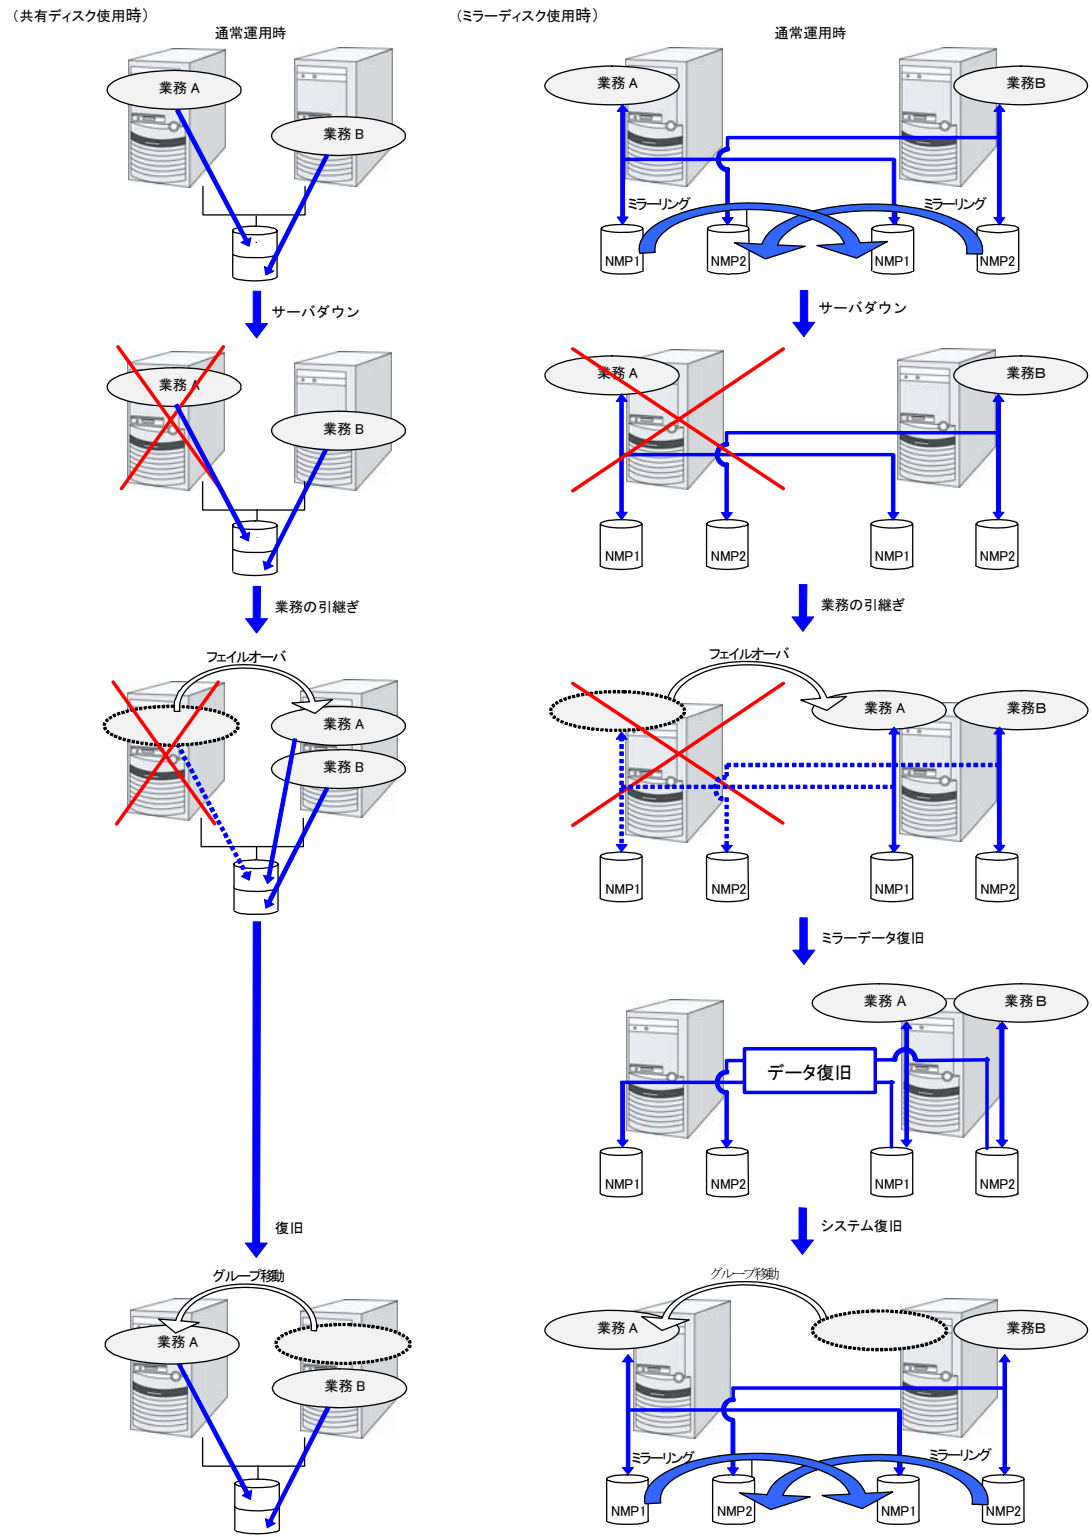 （共有ディスク使用時）
通常運用時
業務 A
業務 B
サーバダウン
業務 A
業務 B
業務の引継ぎ
フェイルオーバ
業務 A
業務 B
復旧
グループ移動
業務 A
業務 B
（ミラーディスク使用時）
通常運用時
業務 A
業務B
ミラーリング
ミラーリング
NMP1
NMP2
NMP1
NMP2
サーバダウン
業務 A
業務B
NMP1
NMP2
NMP1
NMP2
業務の引継ぎ
フェイルオーバ
業務 A
業務B
NMP1
NMP2
NMP1
NMP2
ミラーデータ復旧
業務 A
業務B
データ復旧
NMP1
NMP2
NMP1
NMP2
システム復旧
グループ移動
業務 A
業務B
ミラーリング
ミラーリング
NMP1
NMP2
NMP1
NMP2